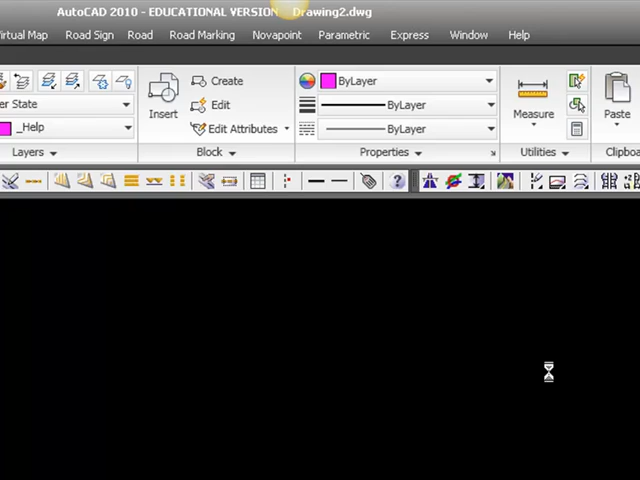 AutoCAD 2010 - EDUCATIONAL VERSION Drawing2.dwg
Virtual Map Road Sign Road Road Marking Novapoint Parametric Express Window Help
Create ByLayer
er State Edit ByLayer
Insert Measure Paste
_Help Edit Attributes ByLayer
Layers Block Properties Utilities Clipboa